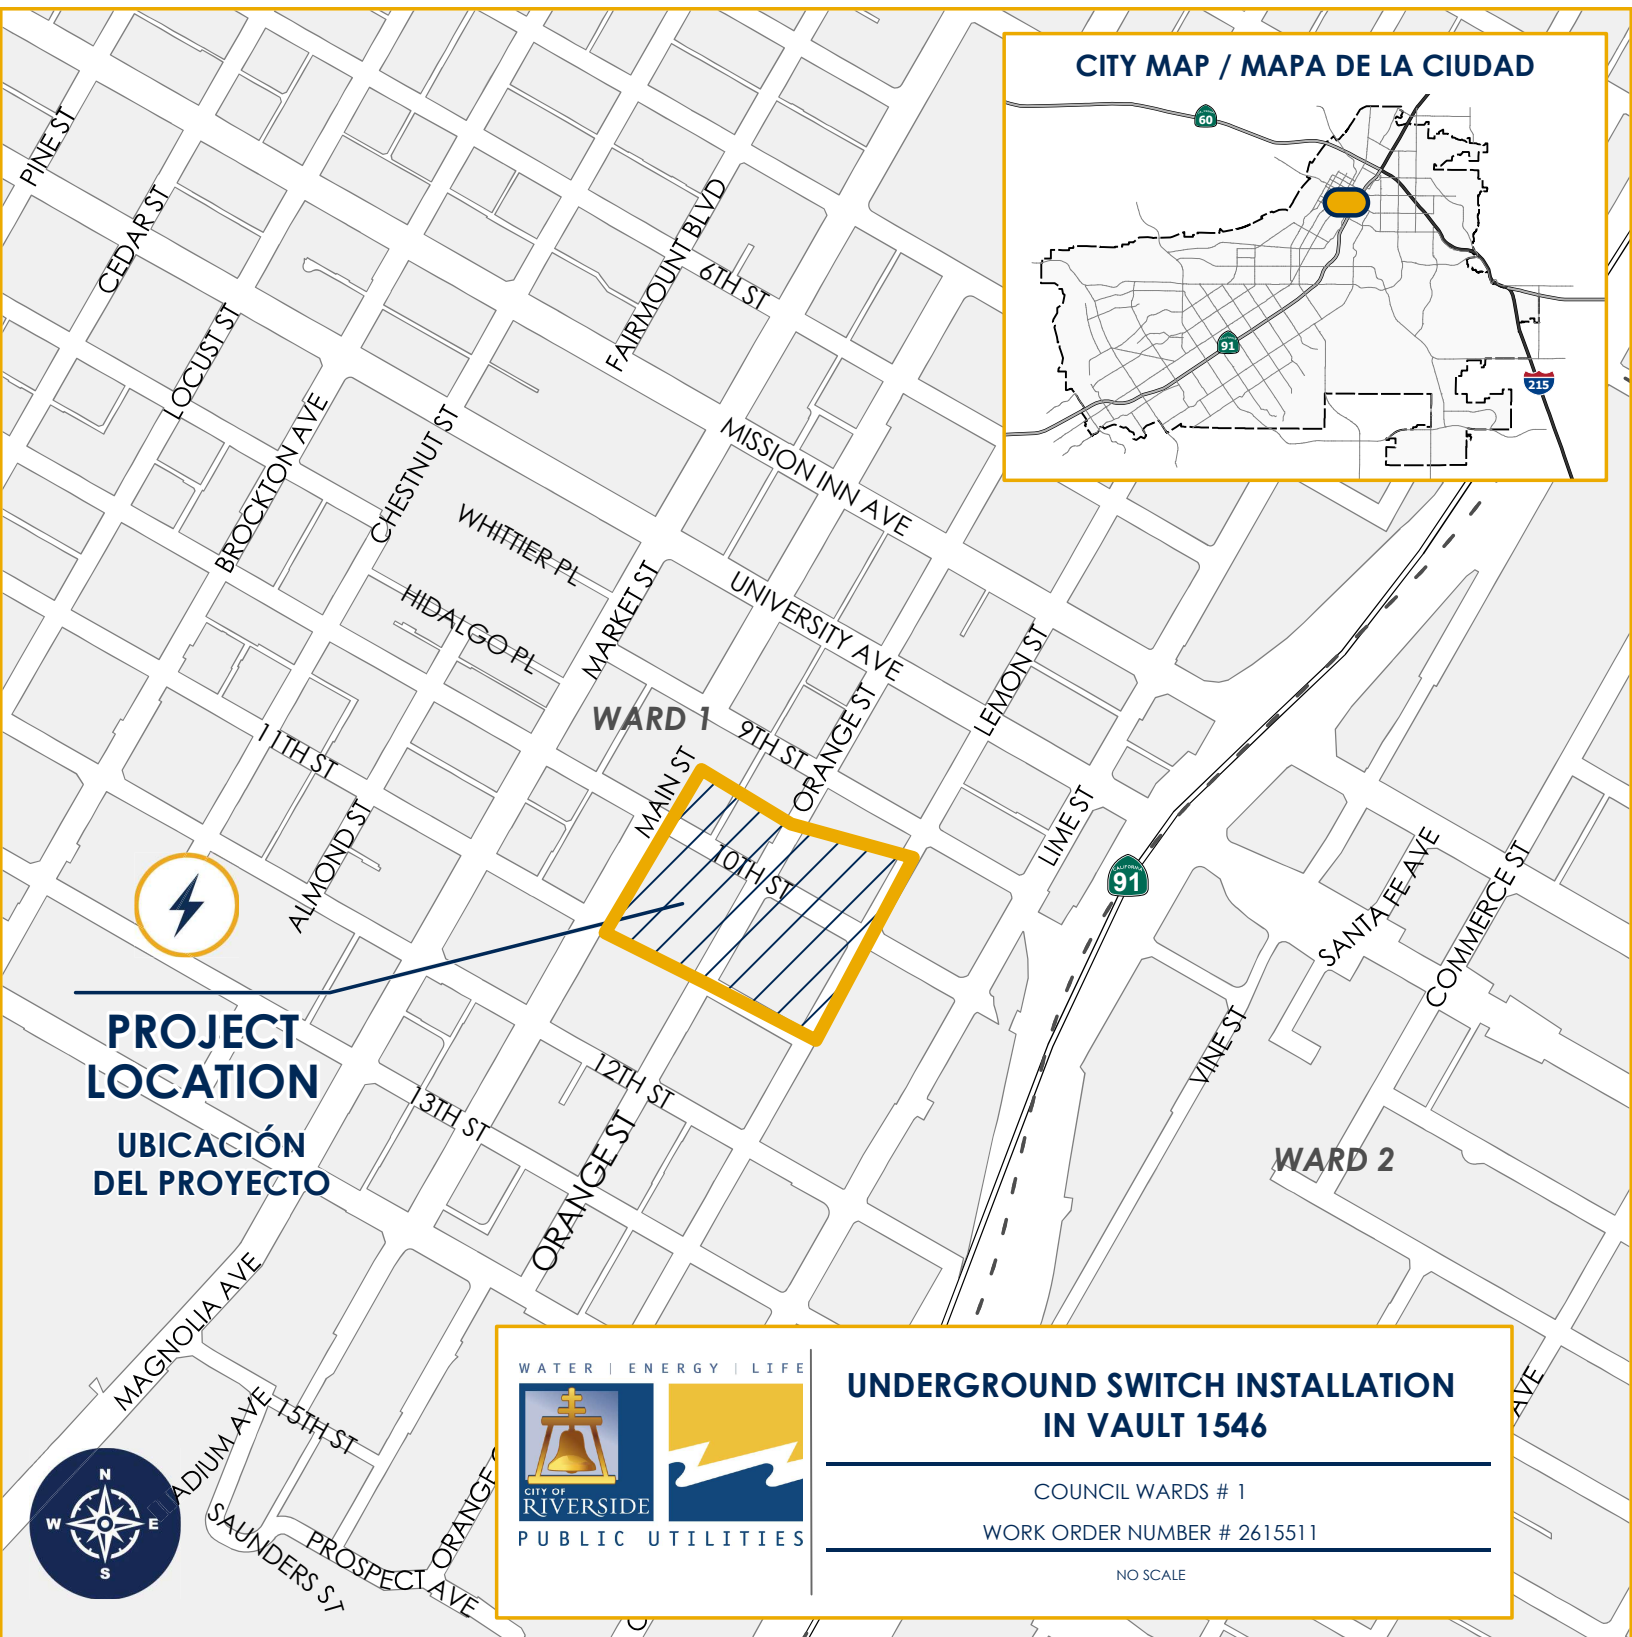 CITY MAP / MAPA DE LA CIUDAD
60
91
215
PINE ST
CEDAR ST
LOCUST ST
BROCKTON AVE
CHESTNUT ST
FAIRMOUNT BLVD
6TH ST
MISSION INN AVE
WHITTIER PL
HIDALGO PL
MARKET ST
UNIVERSITY AVE
LEMON ST
WARD 1
9TH ST
ORANGE ST
MAIN ST
10TH ST
11TH ST
ALMOND ST
LIME ST
CALIFORNIA
91
SANTA FE AVE
COMMERCE ST
VINE ST
WARD 2
12TH ST
13TH ST
ORANGE ST
PROJECT
LOCATION
UBICACIÓN
DEL PROYECTO
MAGNOLIA AVE
15TH ST
ADIUM AVE
SAUNDERS ST
PROSPECT AVE
ORANGE
AVE
N
W
E
S
WATER | ENERGY | LIFE
CITY OF
RIVERSIDE
PUBLIC UTILITIES
UNDERGROUND SWITCH INSTALLATION
IN VAULT 1546
COUNCIL WARDS # 1
WORK ORDER NUMBER # 2615511
NO SCALE